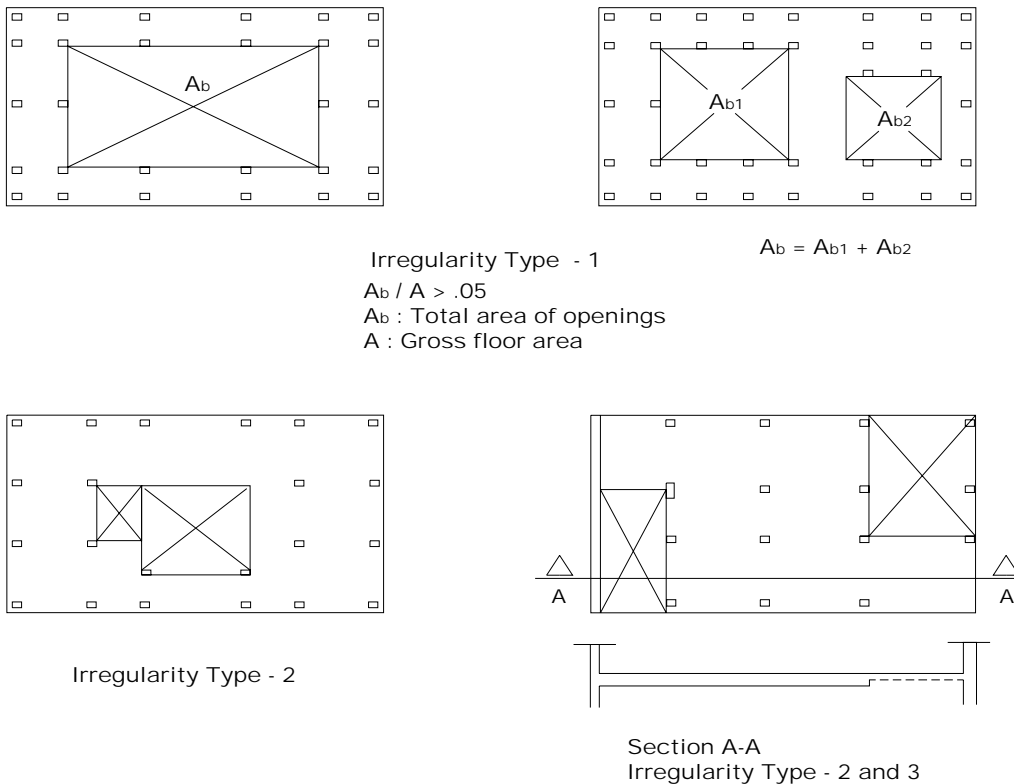 Ab
Ab1
Ab2
Ab = Ab1 + Ab2
Irregularity Type - 1
Ab / A > .05
Ab : Total area of openings
A : Gross floor area
A
A
Irregularity Type - 2
Section A-A
Irregularity Type - 2 and 3